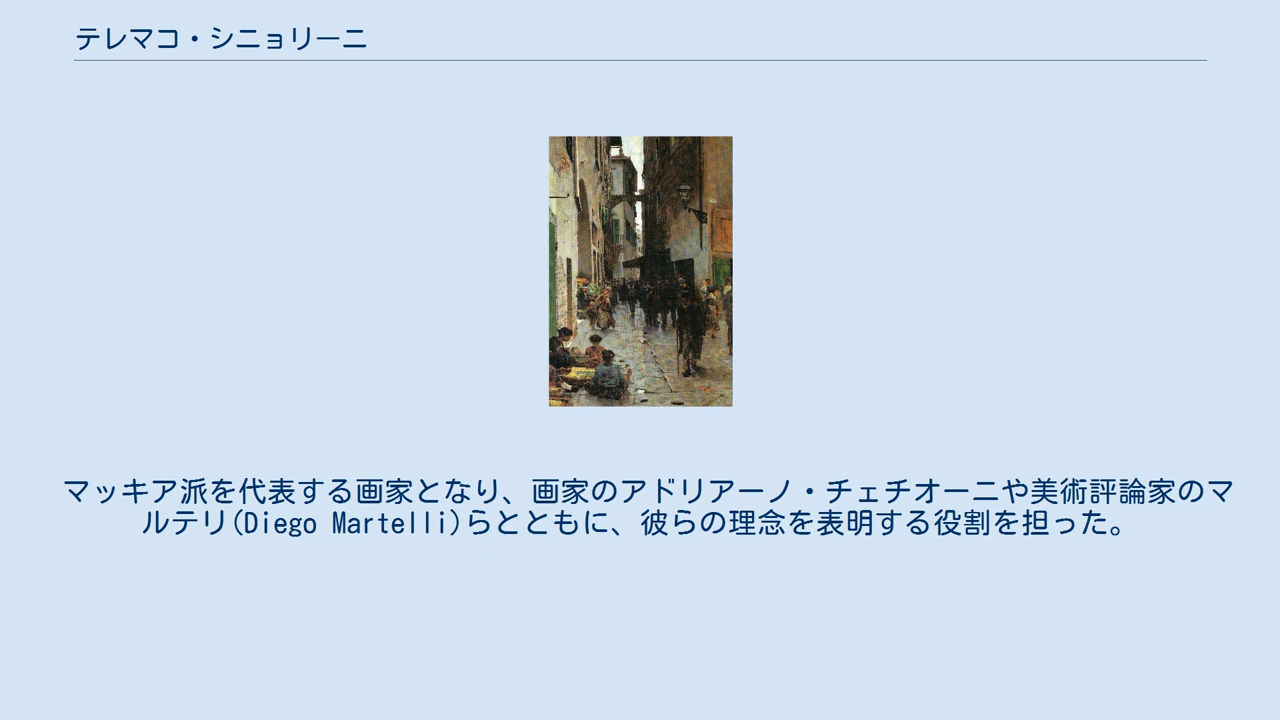 テレマコ・シニョリーニ
マッキア派を代表する画家となり、画家のアドリアーノ・チェチオーニや美術評論家のマ
ルテリ(Diego Martelli)らとともに、彼らの理念を表明する役割を担った。